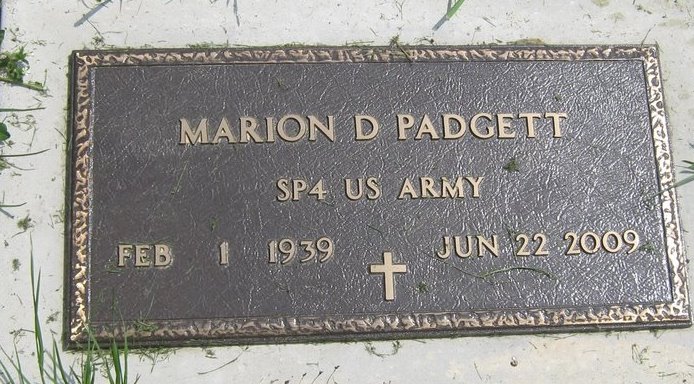 MARION D PADGETT
SP4 US ARMY
FEB 1 1939 JUN 22 2009